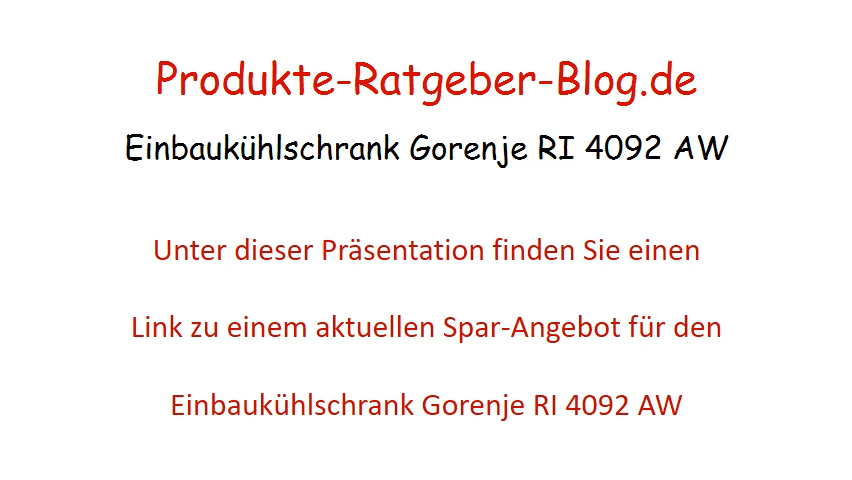 Produkte-Ratgeber-Blog.de
Einbaukühlschrank Gorenje RI 4092 AW
Unter dieser Präsentation finden Sie einen
Link zu einem aktuellen Spar-Angebot für den
Einbaukühlschrank Gorenje RI 4092 AW